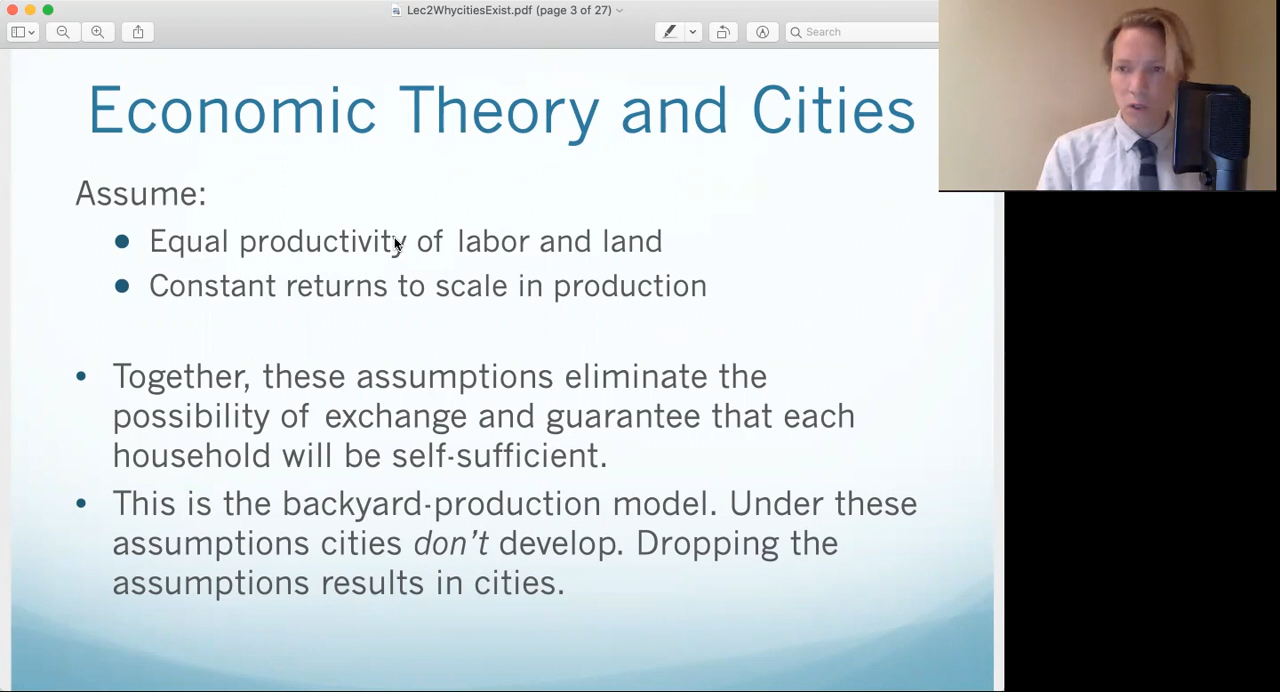 Lec2WhycitiesExist.pdf (page 3 of 27)
Search
Economic Theory and Cities
Assume:
• Equal productivity of labor and land
• Constant returns to scale in production
• Together, these assumptions eliminate the
possibility of exchange and guarantee that each
household will be self-sufficient.
• This is the backyard-production model. Under these
assumptions cities don't develop. Dropping the
assumptions results in cities.